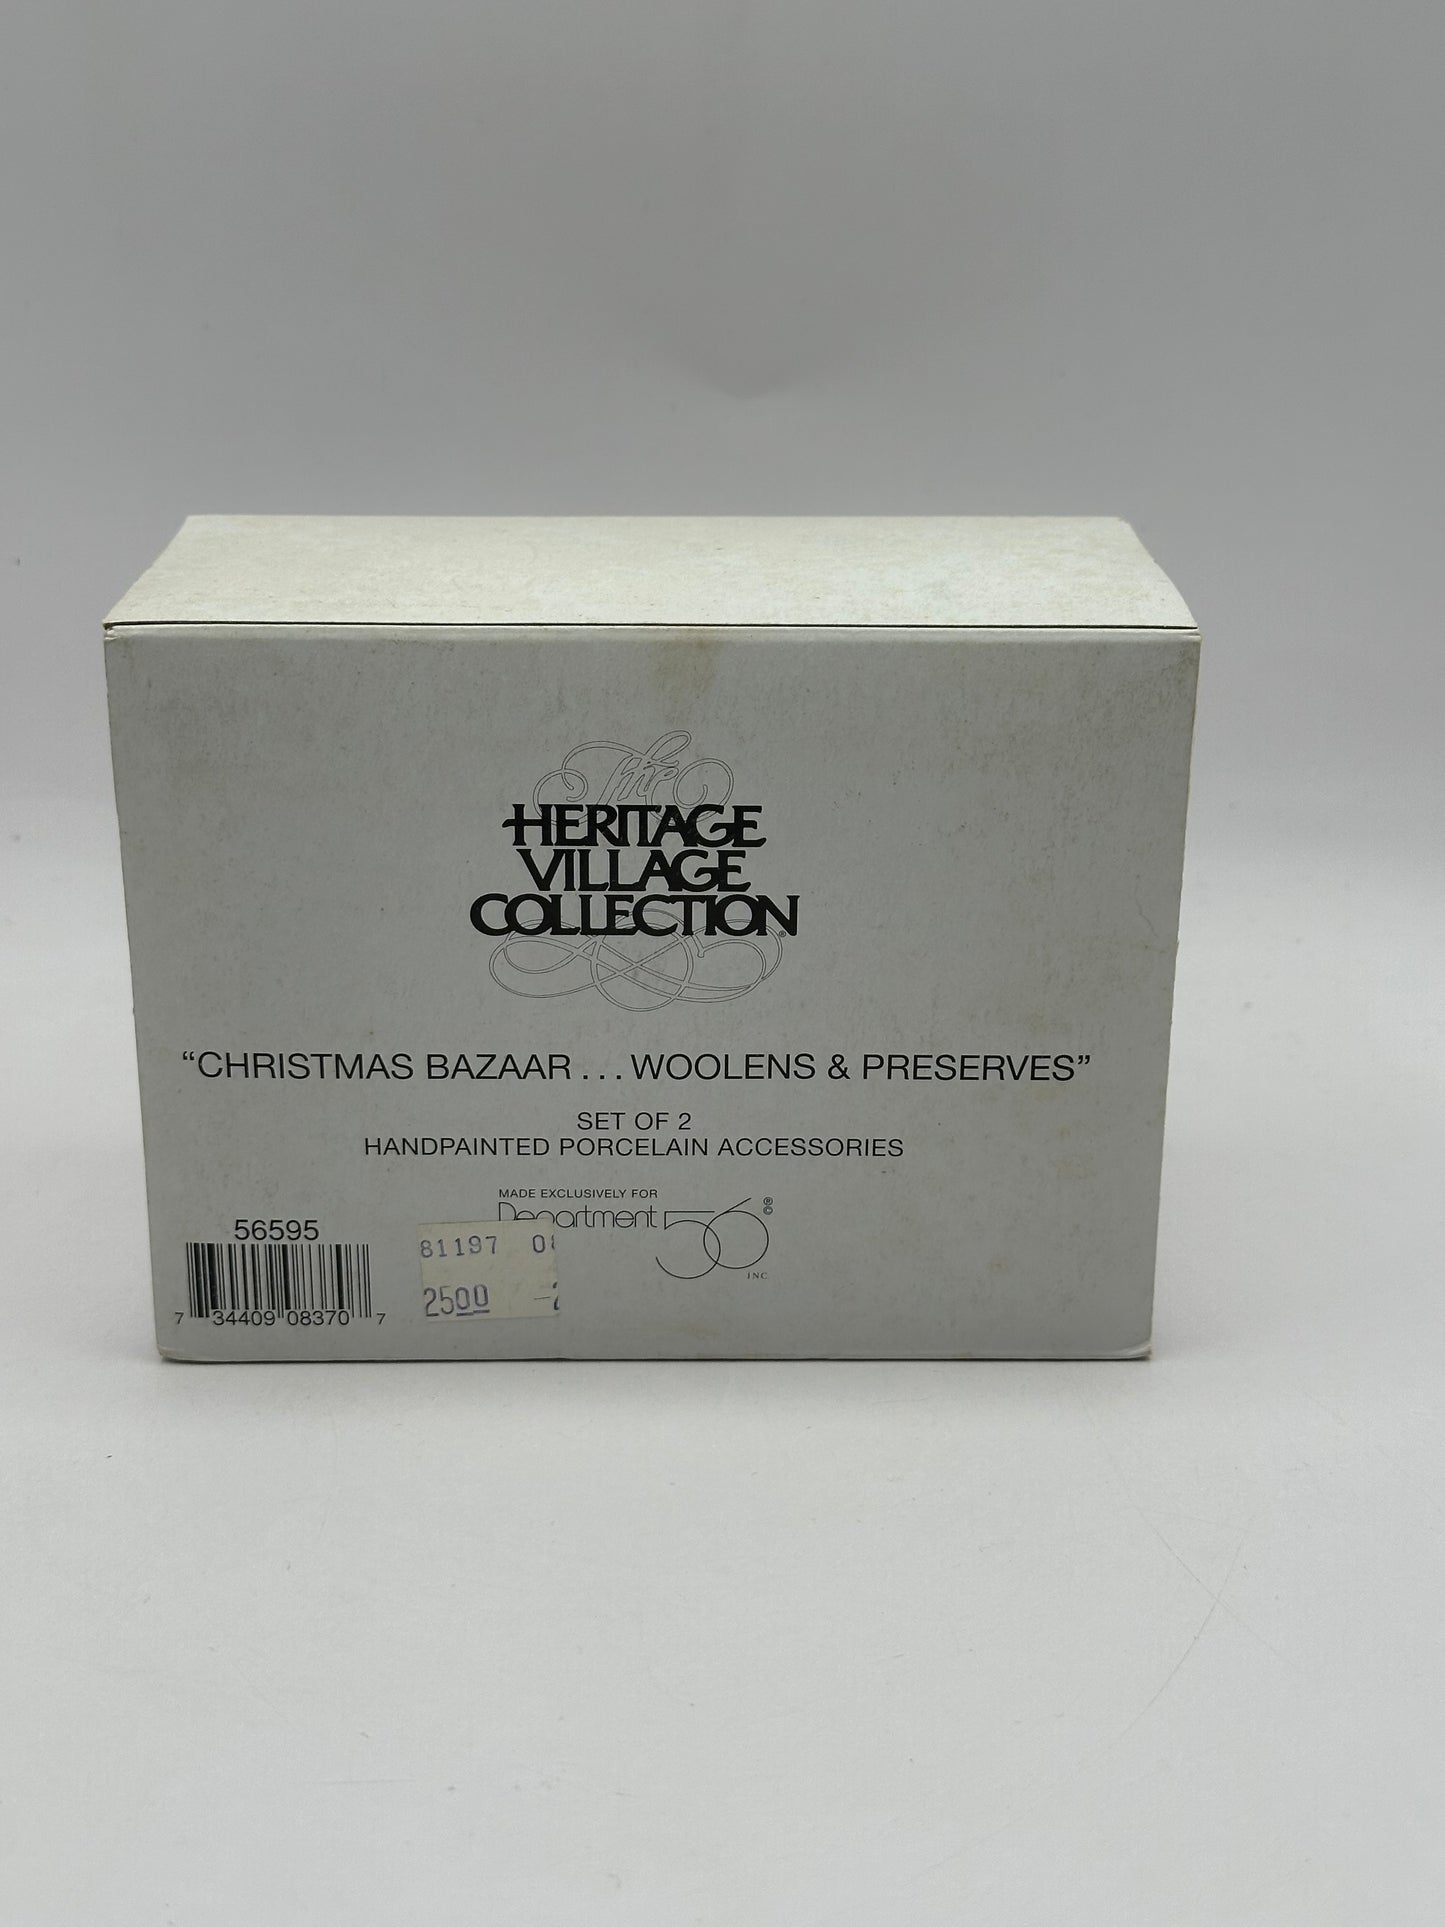 The
HERITAGE
VILLAGE
COLLECTION®
“CHRISTMAS BAZAAR . . . WOOLENS & PRESERVES”
SET OF 2
HANDPAINTED PORCELAIN ACCESSORIES
MADE EXCLUSIVELY FOR
Department 56 ® ©
INC.
56595
7 34409 08370 7
81197
2500